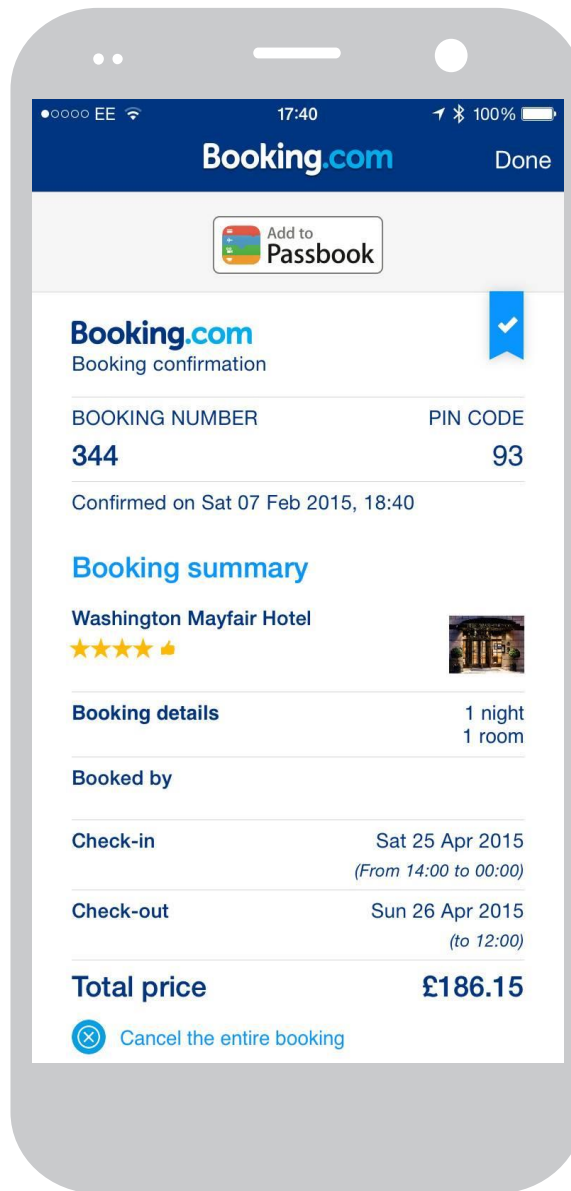 EE 17:40 100%
Booking.com Done
Add to
Passbook
Booking.com
Booking confirmation
BOOKING NUMBER PIN CODE
344 93
Confirmed on Sat 07 Feb 2015, 18:40
Booking summary
Washington Mayfair Hotel
Booking details 1 night
1 room
Booked by
Check-in Sat 25 Apr 2015
(From 14:00 to 00:00)
Check-out Sun 26 Apr 2015
(to 12:00)
Total price £186.15
Cancel the entire booking